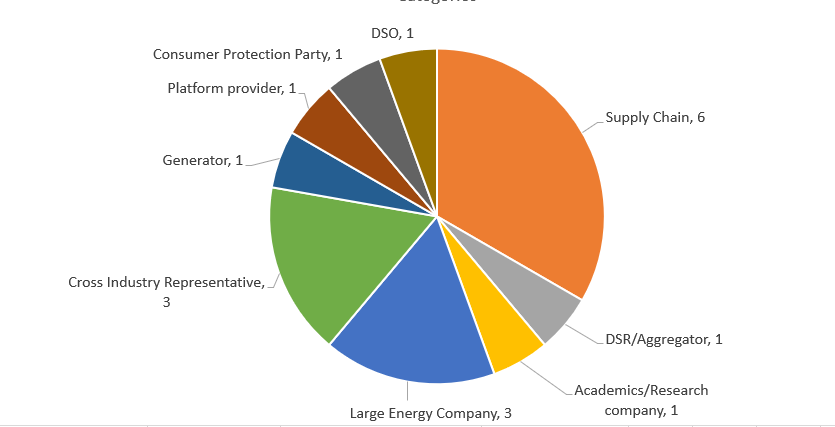 DSO, 1
Consumer Protection Party, 1
Platform provider, 1
Supply Chain, 6
Generator, 1
Cross Industry Representative,
3
DSR/Aggregator, 1
Academics/Research
company, 1
Large Energy Company, 3